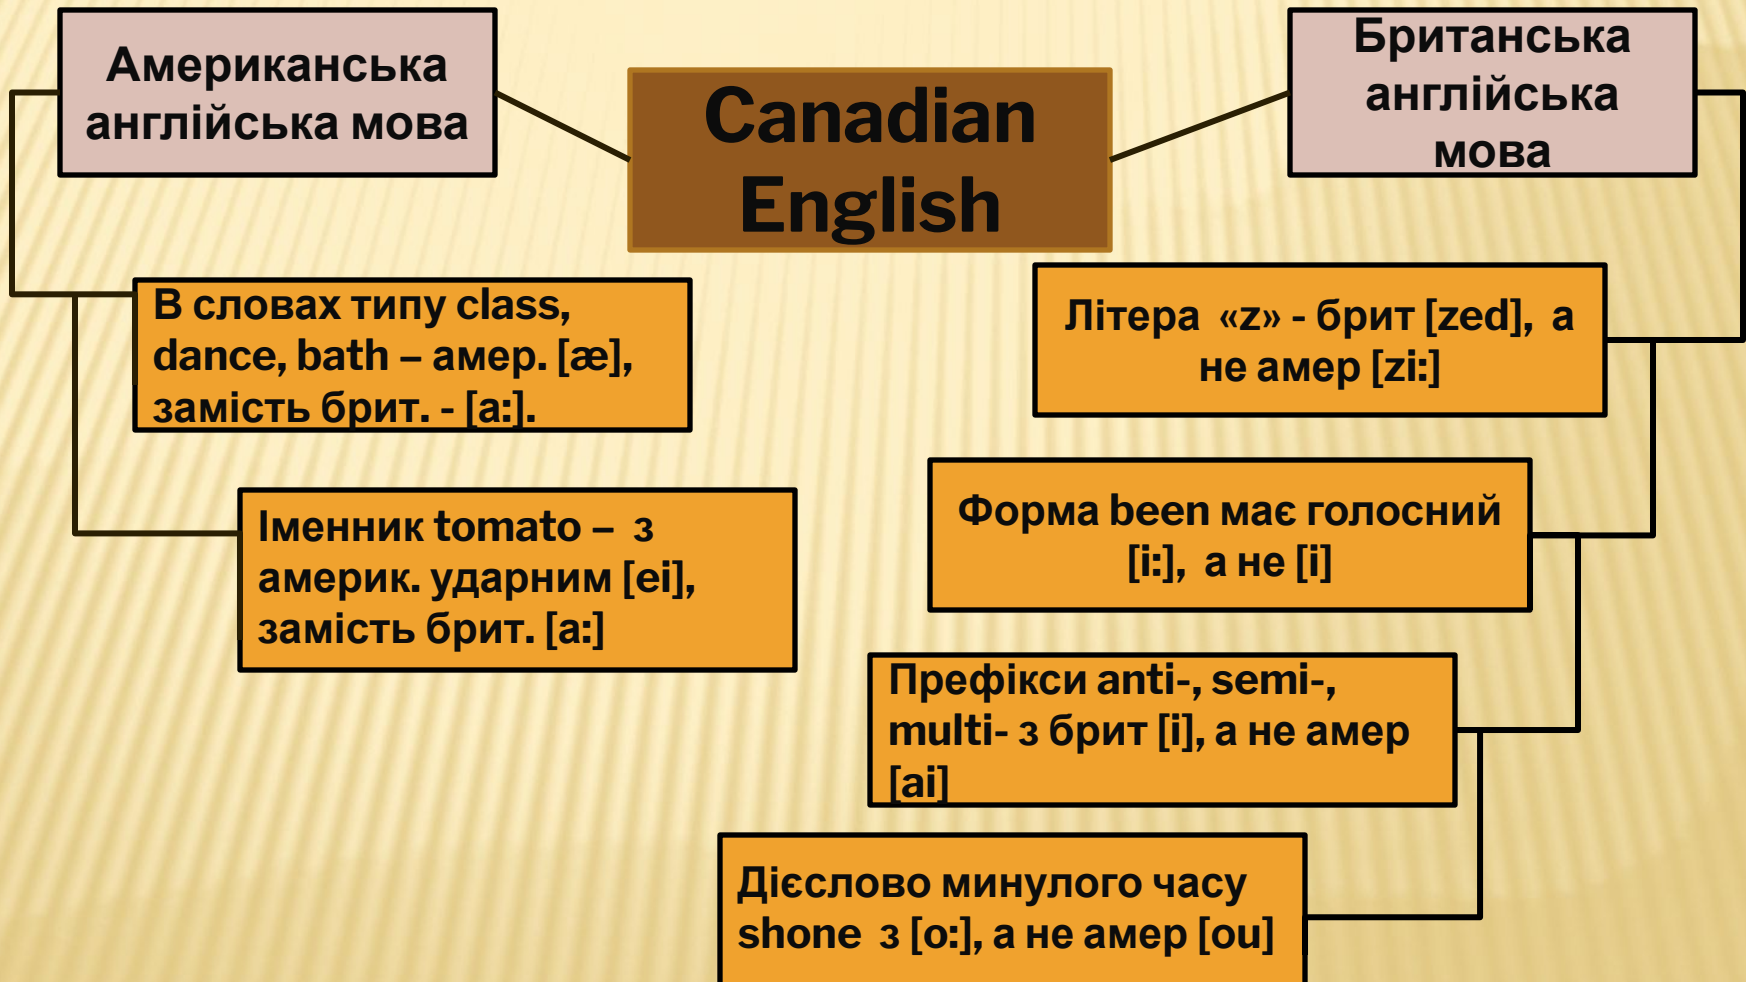 Американська
англійська мова
Canadian
English
Британська
англійська
мова
В словах типу class,
dance, bath – амер. [æ],
замість брит. - [a:].
Іменник tomato –  з
америк. ударним [ei],
замість брит. [a:]
Літера  «z» - брит [zed],  а
не амер [zi:]
Форма been має голосний
[i:],  а не [i]
Префікси anti-, semi-,
multi- з брит [i], а не амер
[ai]
Дієслово минулого часу
shone  з [o:], а не амер [ou]